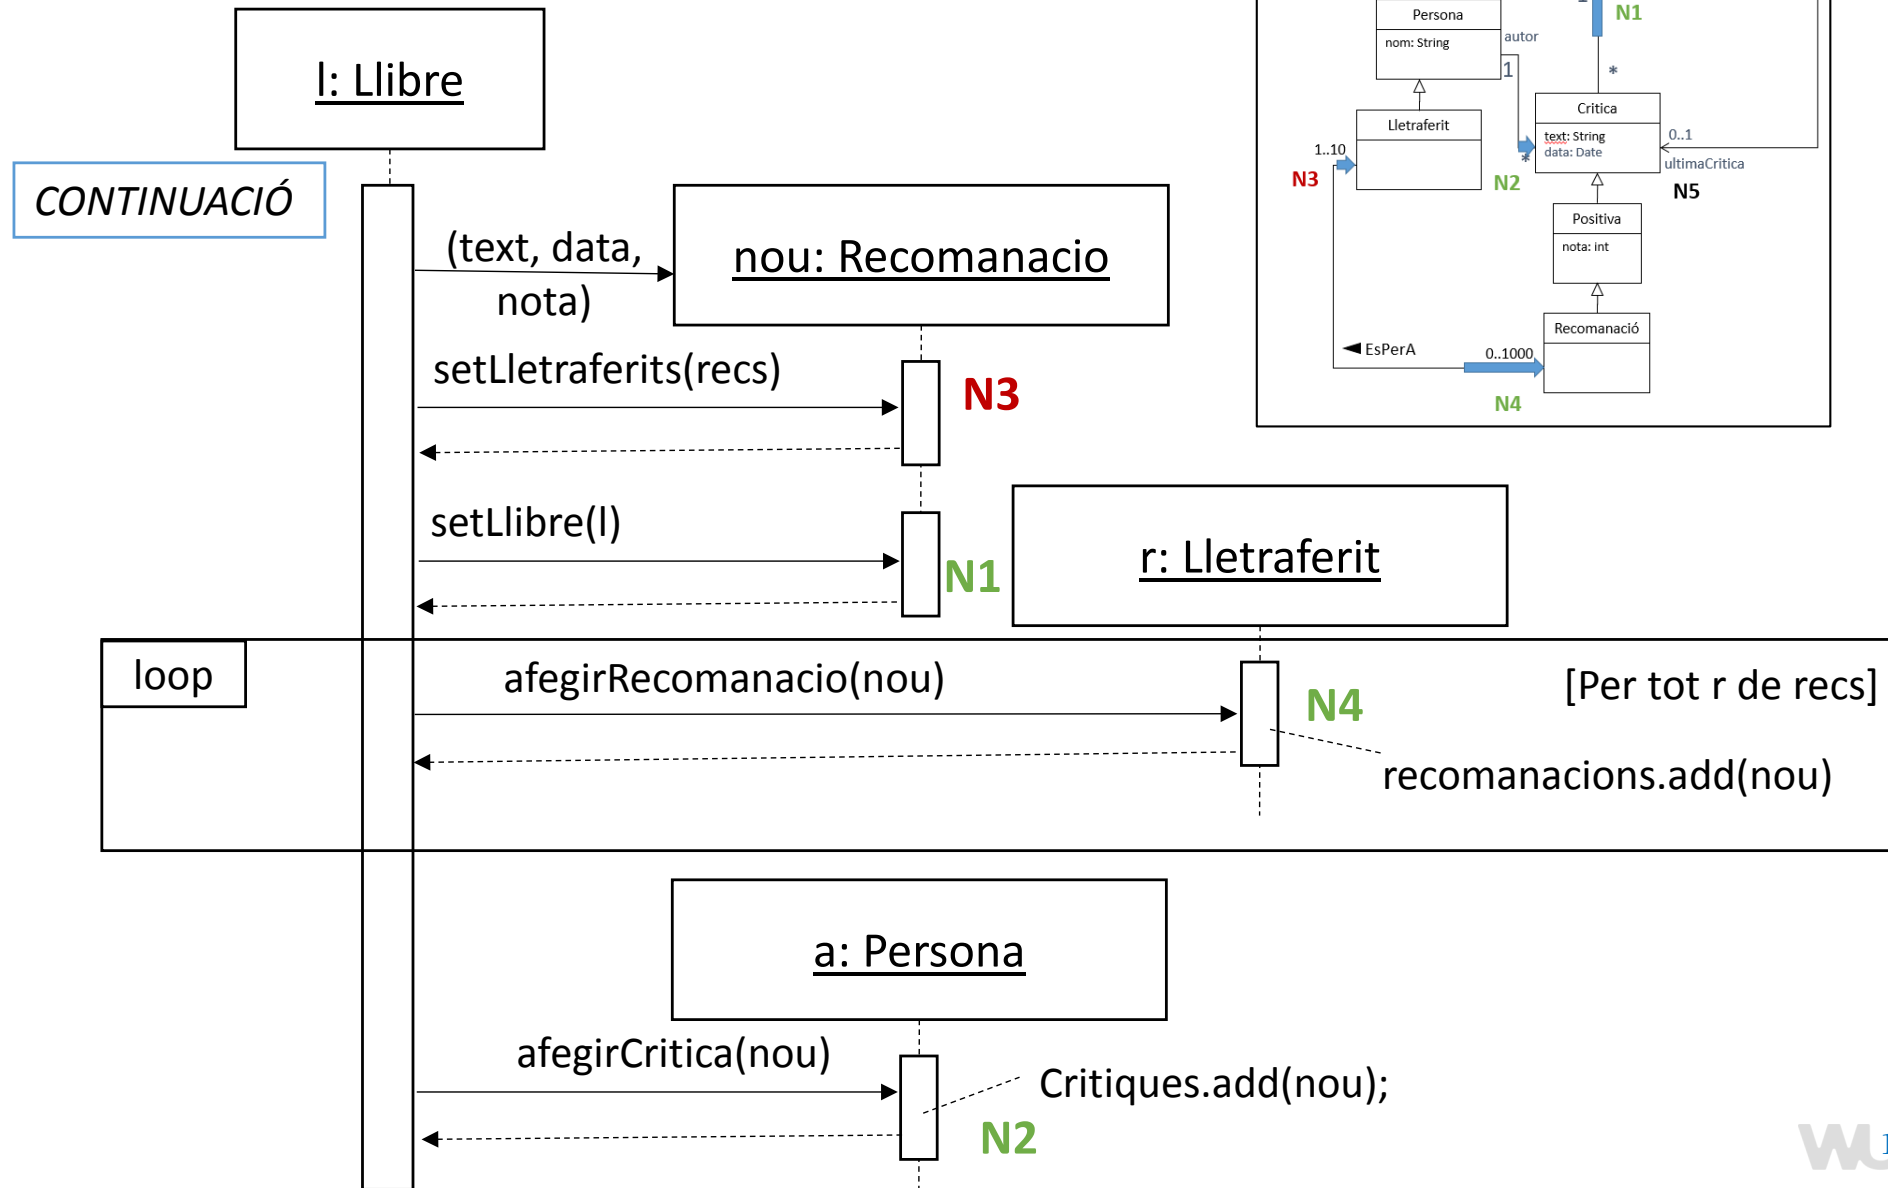 l: Llibre
CONTINUACIÓ
(text, data,
nota)
nou: Recomanacio
setLletraferits(recs)
N3
setLlibre(l)
N1
r: Lletraferit
loop
afegirRecomanacio(nou)
N4
[Per tot r de recs]
recomanacions.add(nou)
a: Persona
afegirCritica(nou)
Critiques.add(nou);
N2
Persona
nom: String
autor
1
N1
*
Critica
text: String
data: Date
0..1
ultimaCritica
N5
Lletraferit
1..10
N3
*
N2
Positiva
nota: int
Recomanació
EsPerA
0..1000
N4